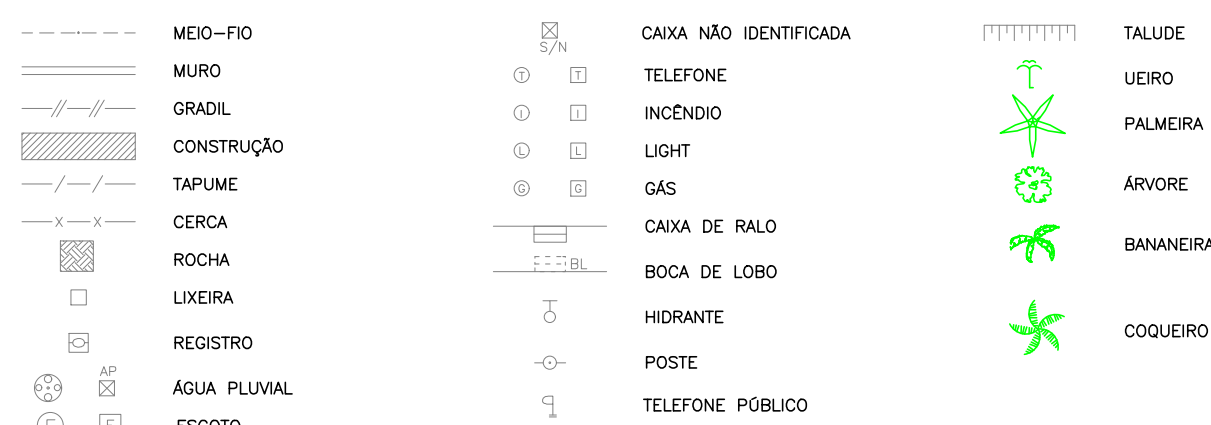 MEIO-FIO
MURO
GRADIL
CONSTRUÇÃO
TAPUME
X X CERCA
ROCHA
LIXEIRA
REGISTRO
AP
ÁGUA PLUVIAL
E E ESGOTO
S/N
CAIXA NÃO IDENTIFICADA
T T TELEFONE
I I INCÊNDIO
L L LIGHT
G G GÁS
CAIXA DE RALO
BL BOCA DE LOBO
HIDRANTE
POSTE
TELEFONE PÚBLICO
TALUDE
UEIRO
PALMEIRA
ÁRVORE
BANANEIRA
COQUEIRO